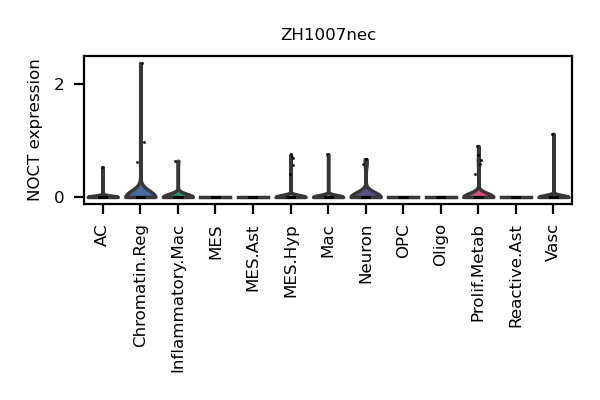 ZH1007nec
NOCT expression
2
0
AC
Chromatin.Reg
Inflammatory.Mac
MES
MES.Ast
MES.Hyp
Mac
Neuron
OPC
Oligo
Prolif.Metab
Reactive.Ast
Vasc